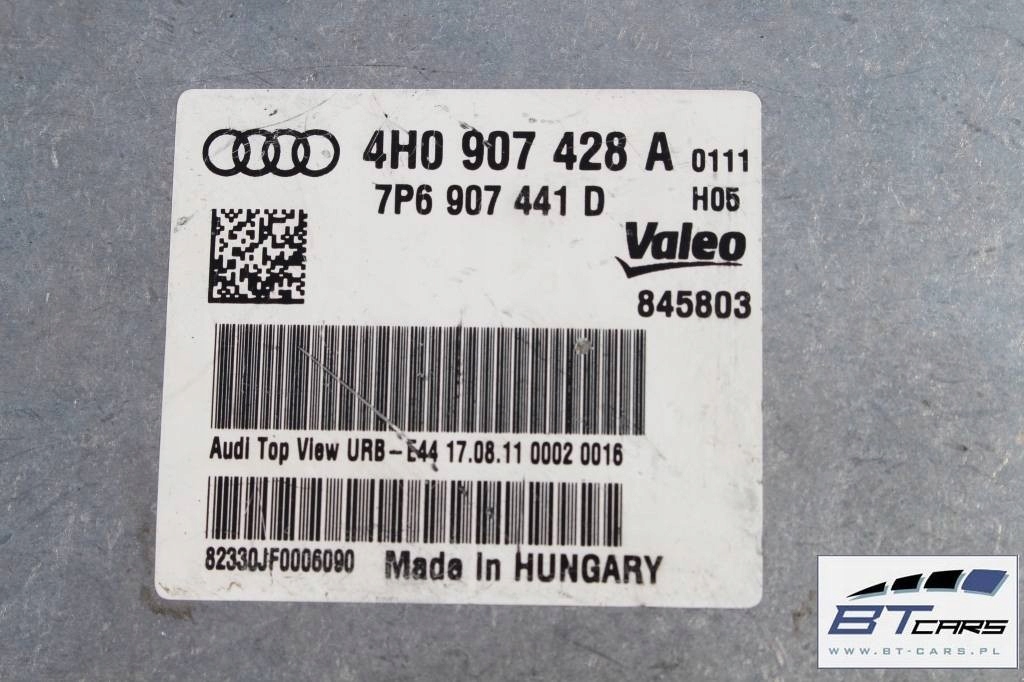 4H0 907 428 A 0111
7P6 907 441 D H05
Valeo
845803
Audi Top View URB-E44 17.08.11 0002 0016
82330JF0006090 Made In HUNGARY
BT CARS
WWW.BT-CARS.PL